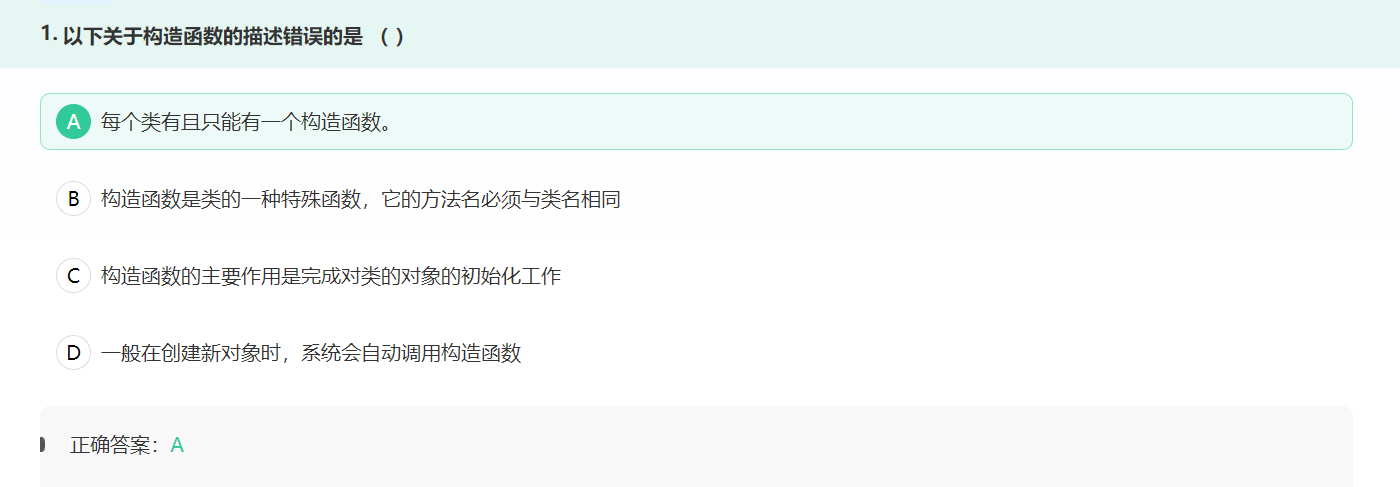 1. 以下关于构造函数的描述错误的是 （ ）
A 每个类有且只能有一个构造函数。
B 构造函数是类的一种特殊函数，它的方法名必须与类名相同
C 构造函数的主要作用是完成对类的对象的初始化工作
D 一般在创建新对象时，系统会自动调用构造函数
正确答案：A